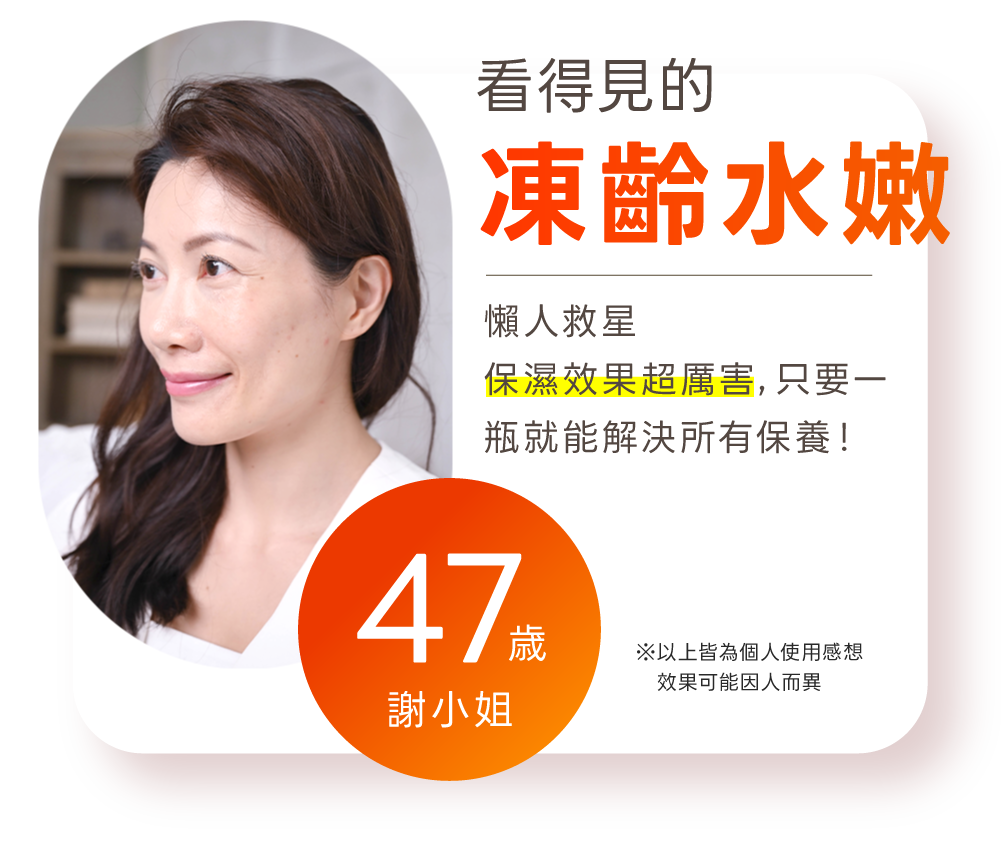 看得見的
凍齡水嫩
懶人救星
保濕效果超厲害，只要一
瓶就能解決所有保養！
47歲
謝小姐
※以上皆為個人使用感想
效果可能因人而異